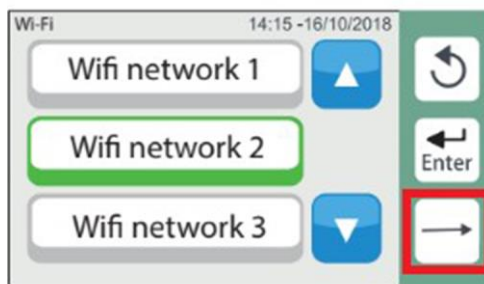 Wi-Fi 14:15 -16/10/2018
Wifi network 1
Wifi network 2
Enter
Wifi network 3